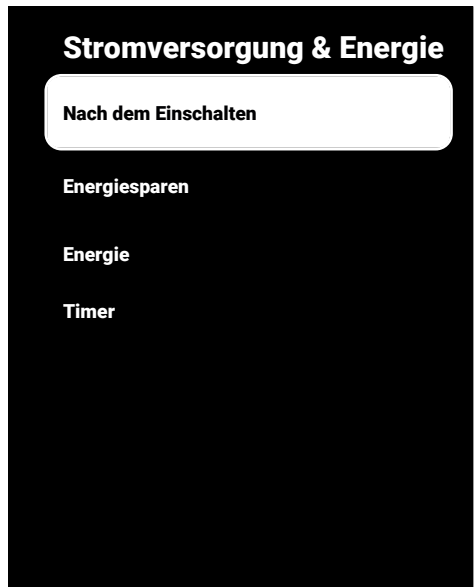 Stromversorgung & Energie
Nach dem Einschalten
Energiesparen
Energie
Timer